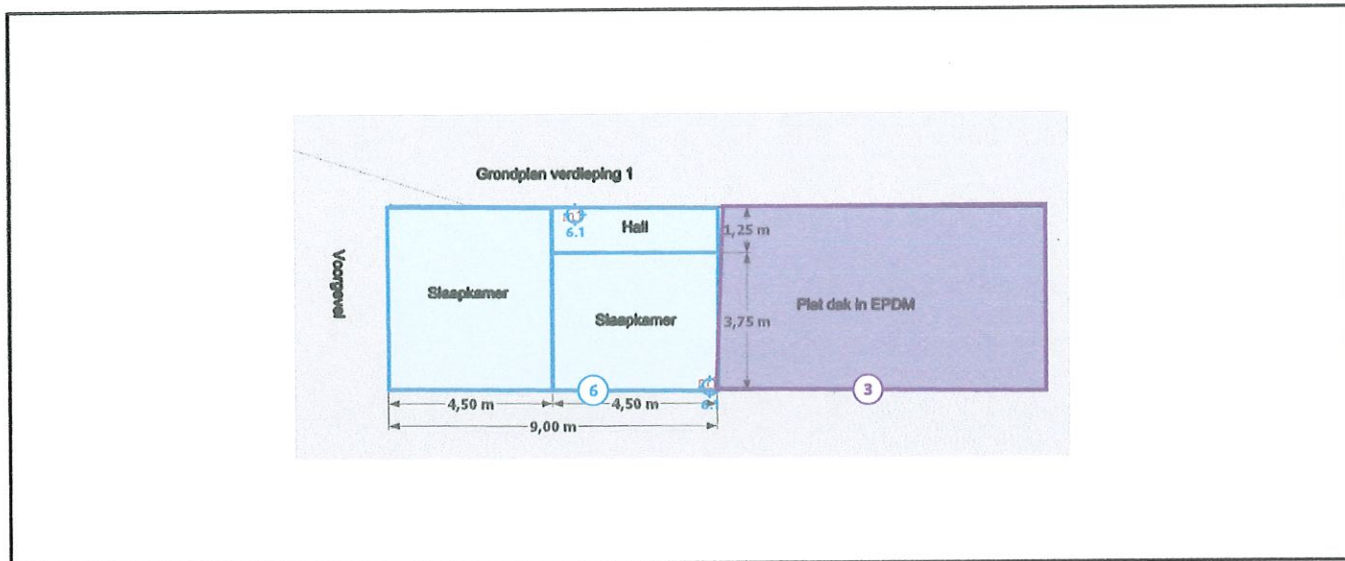 Grondplan verdieping 1
Voorgevel
Slaapkamer
6.1
Hall
Slaapkamer
1,25 m
3,75 m
Plat dak in EPDM
6
3
4,50 m
4,50 m
9,00 m